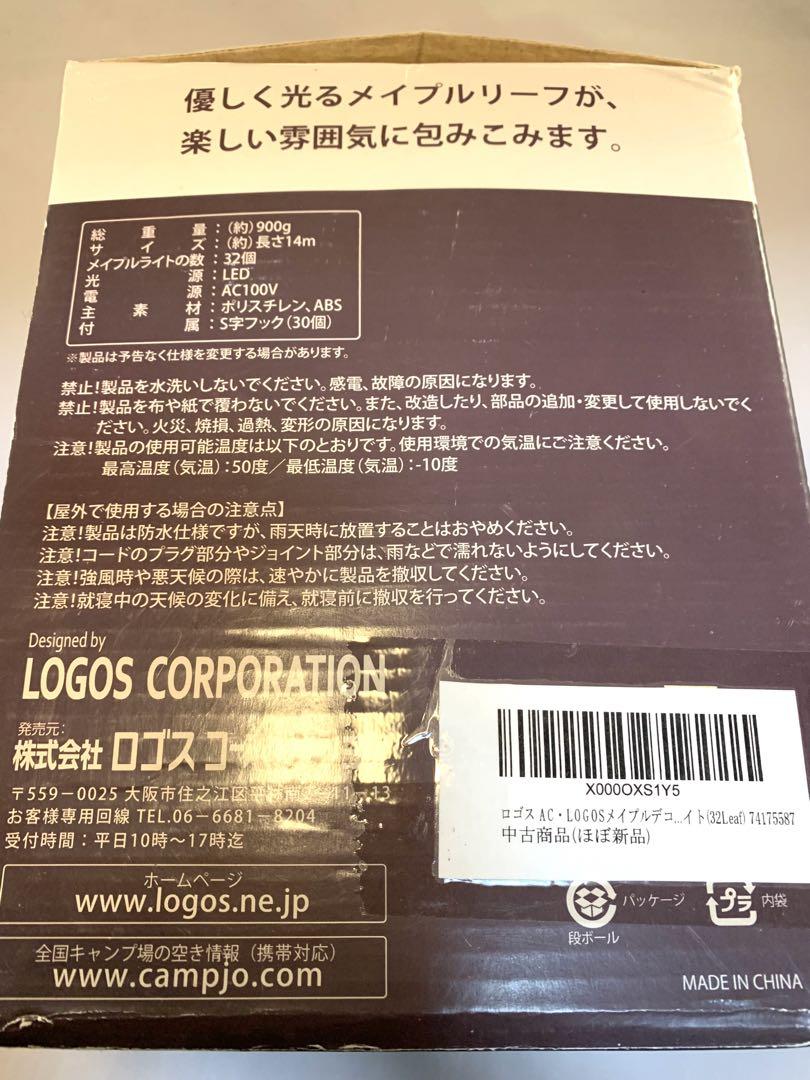 優しく光るメイプルリーフが、
楽しい雰囲気に包みこみます。
総重量：(約)900g
サイズ：(約)長さ14m
メイプルライトの数：32個
光源：LED
電源：AC100V
主素材：ポリスチレン、ABS
付属：S字フック(30個)
※製品は予告なく仕様を変更する場合があります。
禁止！製品を水洗いしないでください。感電、故障の原因になります。
禁止！製品を布や紙で覆わないでください。また、改造したり、部品の追加・変更して使用しないでく
ださい。火災、焼損、過熱、変形の原因になります。
注意！製品の使用可能温度は以下のとおりです。使用環境での気温にご注意ください。
最高温度(気温)：50度／最低温度(気温)：-10度
【屋外で使用する場合の注意点】
注意！製品は防水仕様ですが、雨天時に放置することはおやめください。
注意！コードのプラグ部分やジョイント部分は、雨などで濡れないようにしてください。
注意！強風時や悪天候の際は、速やかに製品を撤収してください。
注意！就寝中の天候の変化に備え、就寝前に撤収を行ってください。
Designed by
LOGOS CORPORATION
発売元：
株式会社 ロゴス コー
〒559-0025 大阪市住之江区平林南2-11-13
お客様専用回線 TEL.06-6681-8204
受付時間：平日10時～17時迄
ホームページ
www.logos.ne.jp
全国キャンプ場の空き情報（携帯対応）
www.campjo.com
X000OXS1Y5
ロゴス AC・LOGOSメイプルデコ...イト(32Leaf) 74175587
中古商品(ほぼ新品)
パッケージ
段ボール
プラ
内袋
MADE IN CHINA